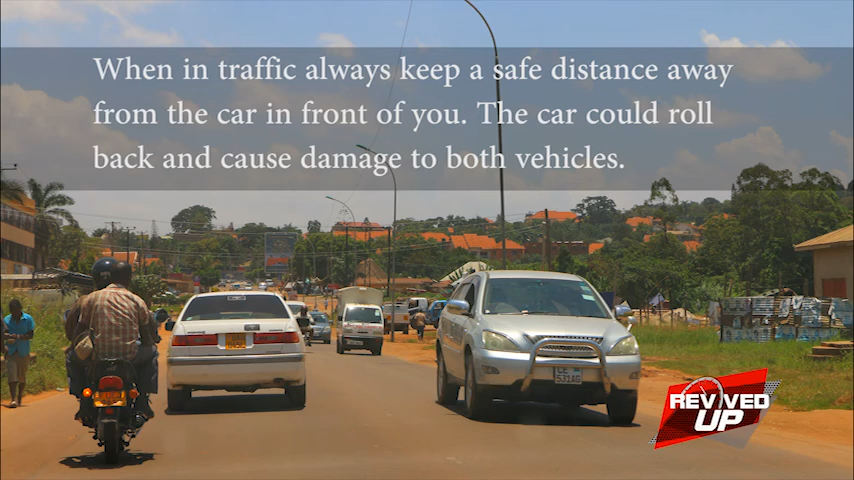 When in traffic always keep a safe distance away
from the car in front of you. The car could roll
back and cause damage to both vehicles.
REVIVED
UP